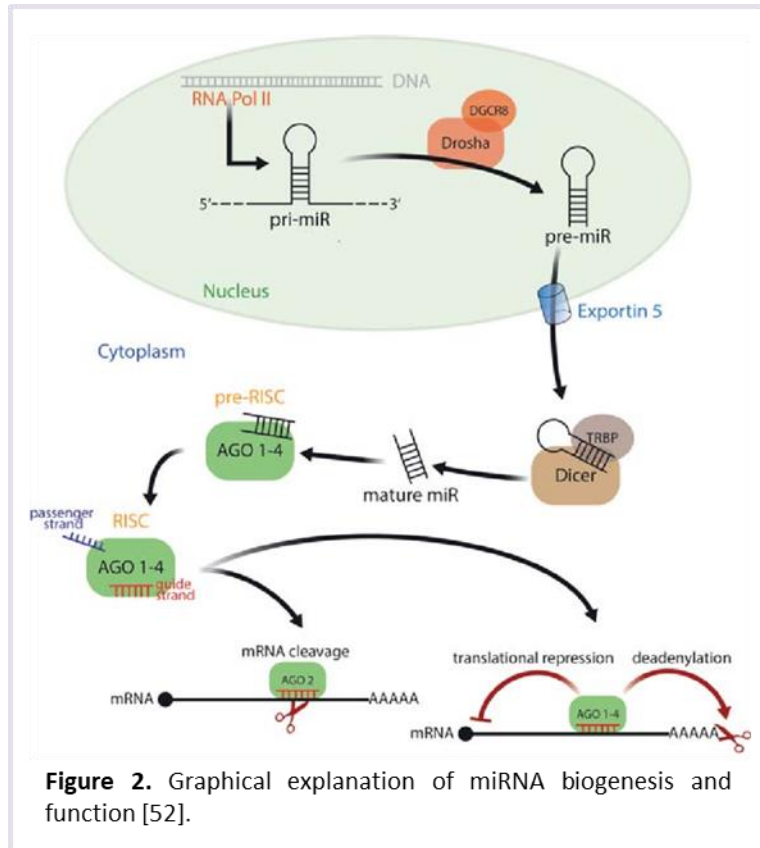 DNA
RNA Pol II
DGCR8
Drosha
5'
3'
pri-miR
pre-miR
Nucleus
Exportin 5
Cytoplasm
pre-RISC
AGO 1-4
TRBP
Dicer
mature miR
passenger
strand
RISC
AGO 1-4
guide
strand
mRNA cleavage
AGO 2
mRNA
AAAAA
translational repression
deadenylation
AGO 1-4
mRNA
AAAAA
Figure 2. Graphical explanation of miRNA biogenesis and
function [52].